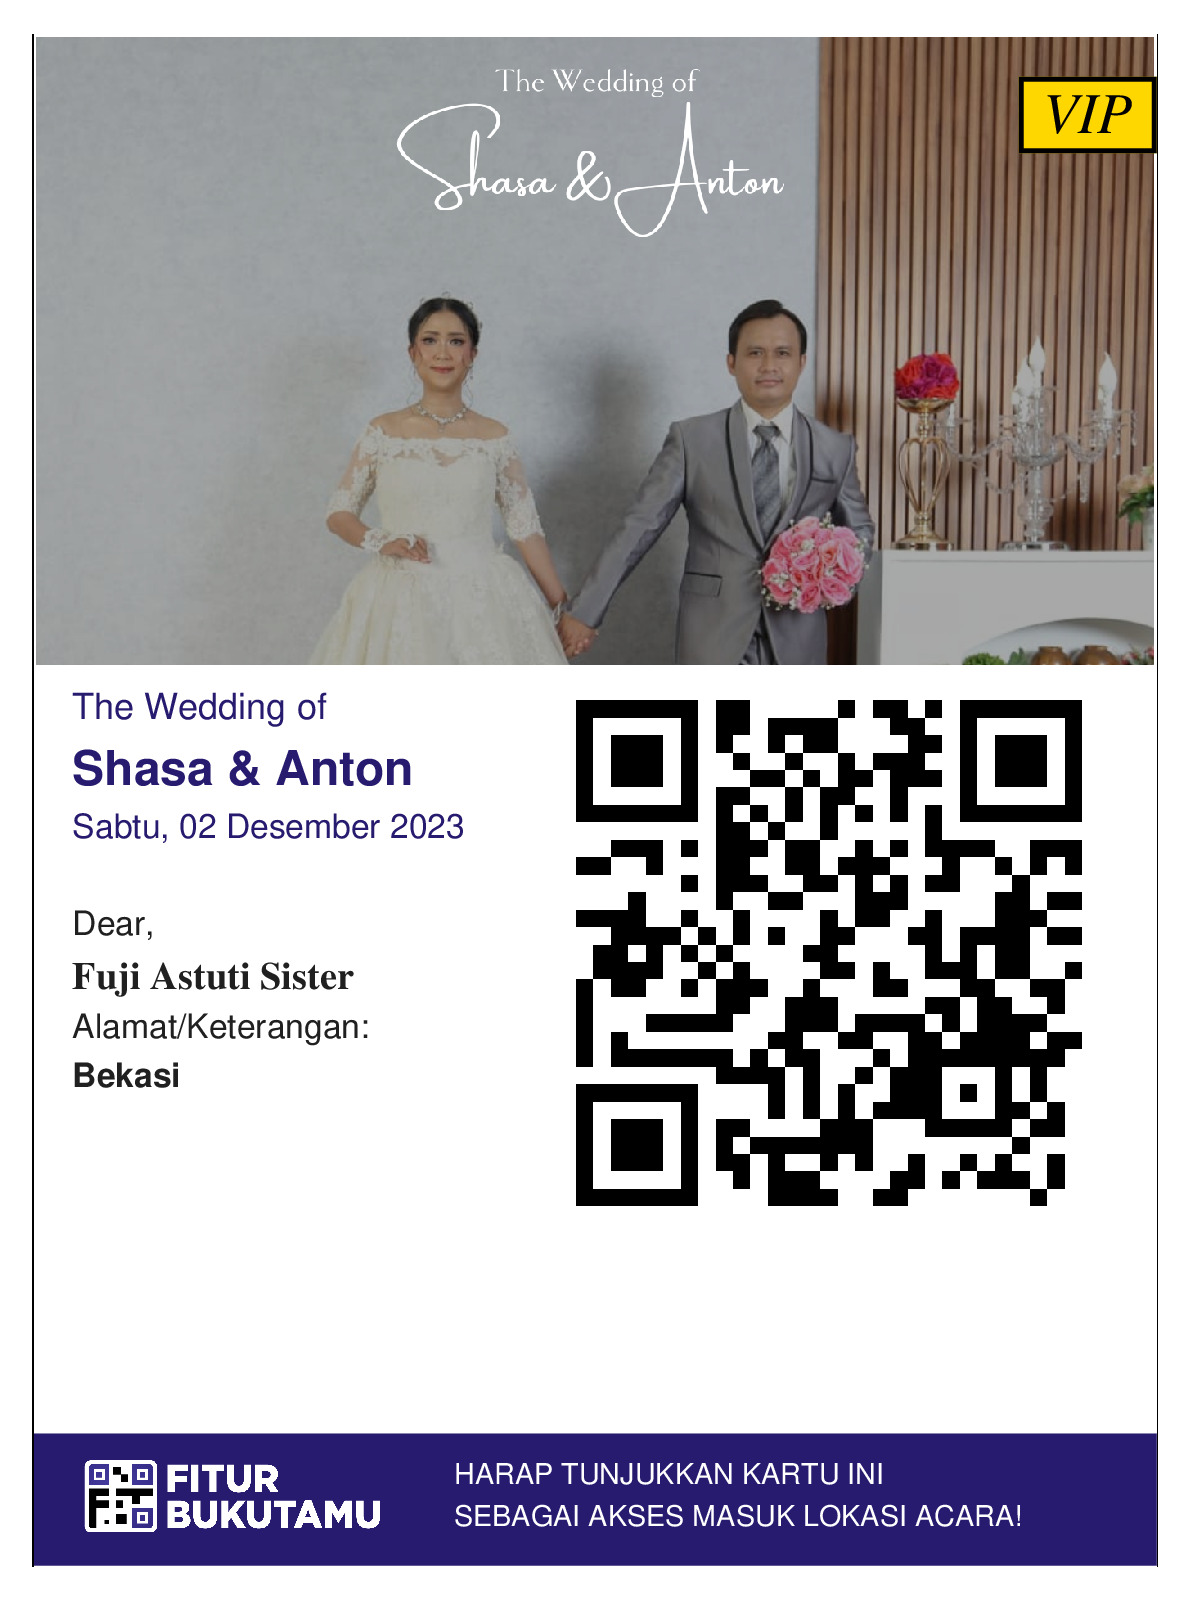 The Wedding of
Shasa & Anton
VIP
The Wedding of
Shasa & Anton
Sabtu, 02 Desember 2023
Dear,
Fuji Astuti Sister
Alamat/Keterangan:
Bekasi
FITUR
BUKUTAMU
HARAP TUNJUKKAN KARTU INI
SEBAGAI AKSES MASUK LOKASI ACARA!